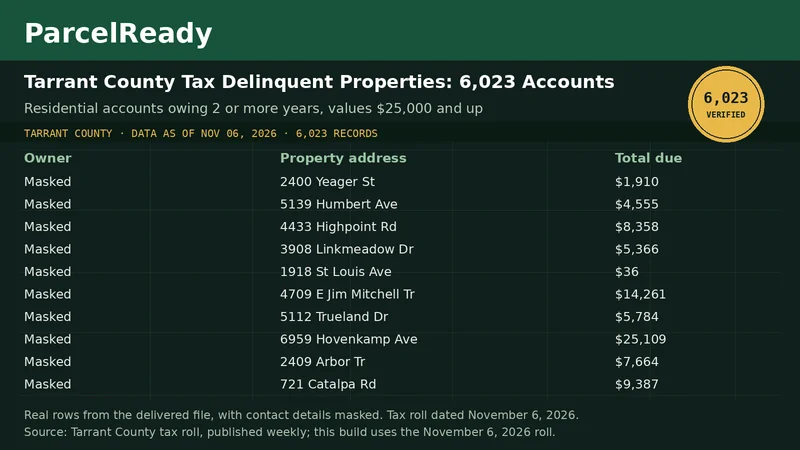 ParcelReady
Tarrant County Tax Delinquent Properties: 6,023 Accounts
Residential accounts owing 2 or more years, values $25,000 and up
6,023
VERIFIED
TARRANT COUNTY · DATA AS OF NOV 06, 2026 · 6,023 RECORDS
Owner Property address Total due
Masked 2400 Yeager St $1,910
Masked 5139 Humbert Ave $4,555
Masked 4433 Highpoint Rd $8,358
Masked 3908 Linkmeadow Dr $5,366
Masked 1918 St Louis Ave $36
Masked 4709 E Jim Mitchell Tr $14,261
Masked 5112 Trueland Dr $5,784
Masked 6959 Hovenkamp Ave $25,109
Masked 2409 Arbor Tr $7,664
Masked 721 Catalpa Rd $9,387
Real rows from the delivered file, with contact details masked. Tax roll dated November 6, 2026.
Source: Tarrant County tax roll, published weekly; this build uses the November 6, 2026 roll.